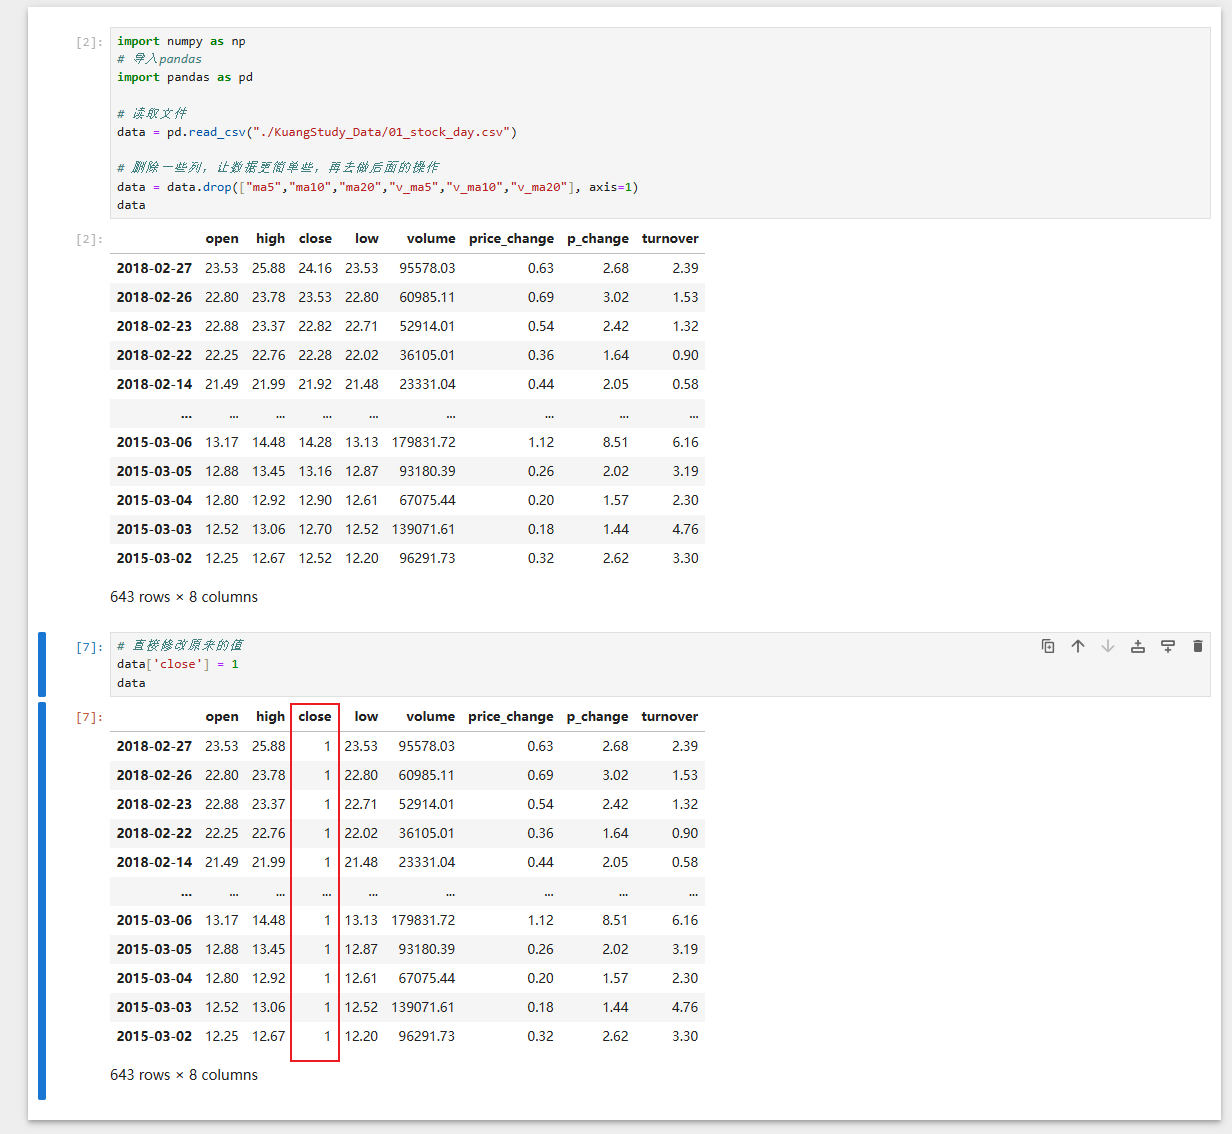 [2]: import numpy as np
# 导入pandas
import pandas as pd
# 读取文件
data = pd.read_csv("./KuangStudy_Data/01_stock_day.csv")
# 删除一些列，让数据更简单些，再去做后面的操作
data = data.drop(["ma5","ma10","ma20","v_ma5","v_ma10","v_ma20"], axis=1)
data
[2]: open high close low volume price_change p_change turnover
2018-02-27 23.53 25.88 24.16 23.53 95578.03 0.63 2.68 2.39
2018-02-26 22.80 23.78 23.53 22.80 60985.11 0.69 3.02 1.53
2018-02-23 22.88 23.37 22.82 22.71 52914.01 0.54 2.42 1.32
2018-02-22 22.25 22.76 22.28 22.02 36105.01 0.36 1.64 0.90
2018-02-14 21.49 21.99 21.92 21.48 23331.04 0.44 2.05 0.58
... ... ... ... ... ... ... ... ...
2015-03-06 13.17 14.48 14.28 13.13 179831.72 1.12 8.51 6.16
2015-03-05 12.88 13.45 13.16 12.87 93180.39 0.26 2.02 3.19
2015-03-04 12.80 12.92 12.90 12.61 67075.44 0.20 1.57 2.30
2015-03-03 12.52 13.06 12.70 12.52 139071.61 0.18 1.44 4.76
2015-03-02 12.25 12.67 12.52 12.20 96291.73 0.32 2.62 3.30
643 rows × 8 columns
[7]: # 直接修改原来的值
data['close'] = 1
data
[7]: open high close low volume price_change p_change turnover
2018-02-27 23.53 25.88 1 23.53 95578.03 0.63 2.68 2.39
2018-02-26 22.80 23.78 1 22.80 60985.11 0.69 3.02 1.53
2018-02-23 22.88 23.37 1 22.71 52914.01 0.54 2.42 1.32
2018-02-22 22.25 22.76 1 22.02 36105.01 0.36 1.64 0.90
2018-02-14 21.49 21.99 1 21.48 23331.04 0.44 2.05 0.58
... ... ... ... ... ... ... ... ...
2015-03-06 13.17 14.48 1 13.13 179831.72 1.12 8.51 6.16
2015-03-05 12.88 13.45 1 12.87 93180.39 0.26 2.02 3.19
2015-03-04 12.80 12.92 1 12.61 67075.44 0.20 1.57 2.30
2015-03-03 12.52 13.06 1 12.52 139071.61 0.18 1.44 4.76
2015-03-02 12.25 12.67 1 12.20 96291.73 0.32 2.62 3.30
643 rows × 8 columns